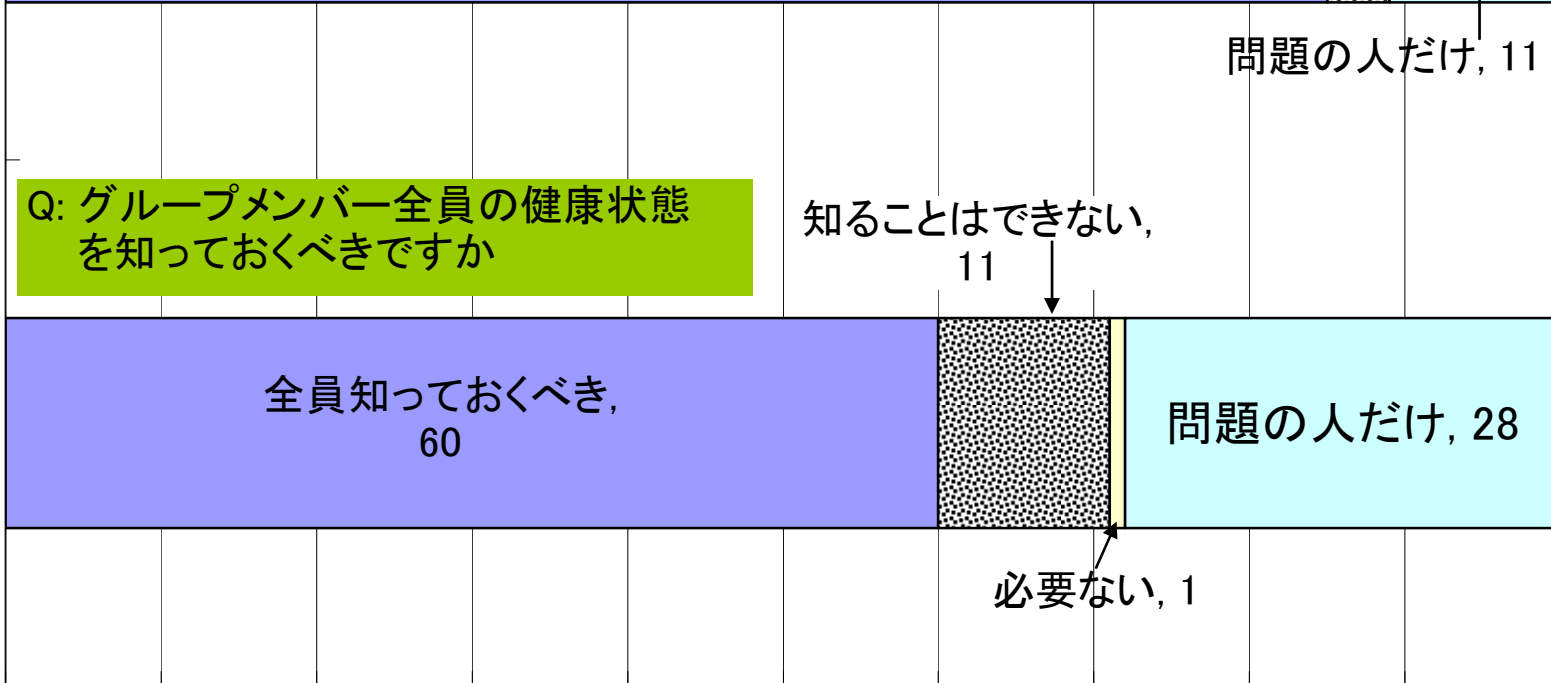 問題の人だけ, 11
Q: グループメンバー全員の健康状態
を知っておくべきですか
知ることはできない,
11
全員知っておくべき,
60
問題の人だけ, 28
必要ない, 1